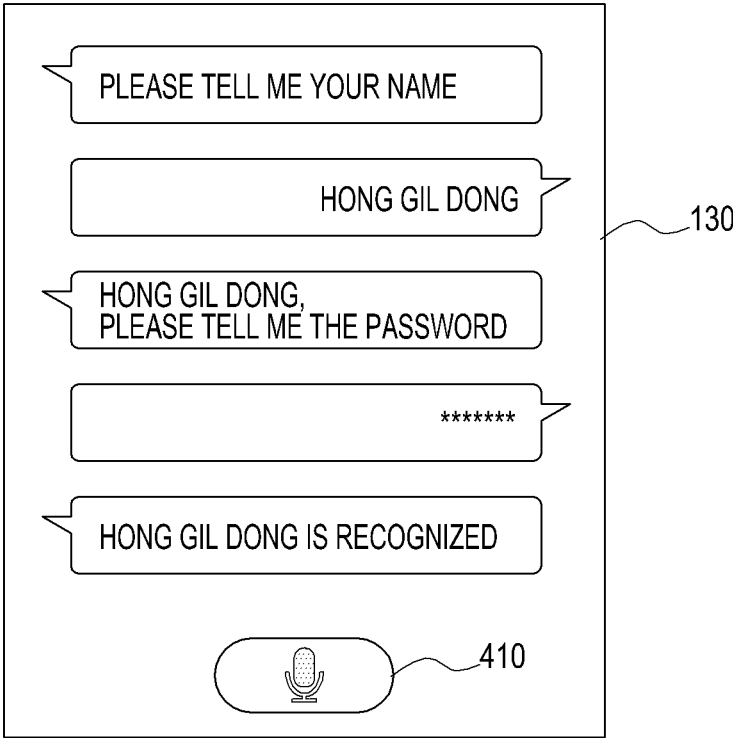 PLEASE TELL ME YOUR NAME
HONG GIL DONG
130
HONG GIL DONG,
PLEASE TELL ME THE PASSWORD
*******
HONG GIL DONG IS RECOGNIZED
410